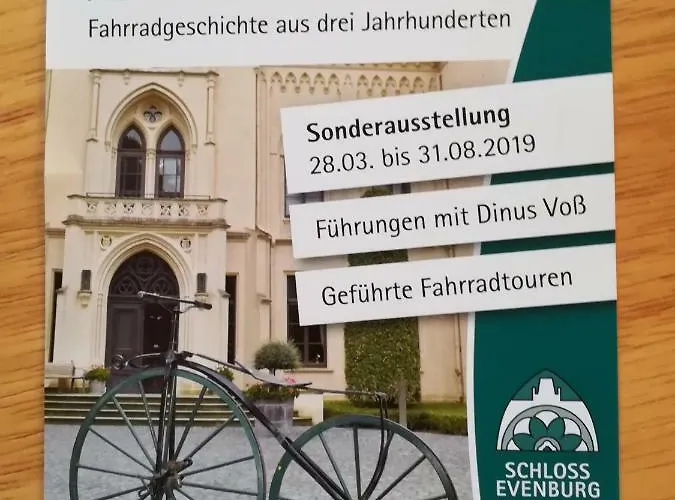 Fahrradgeschichte aus drei Jahrhunderten
Sonderausstellung
28.03. bis 31.08.2019
Führungen mit Dinus Voß
Geführte Fahrradtouren
SCHLOSS
EVENBURG